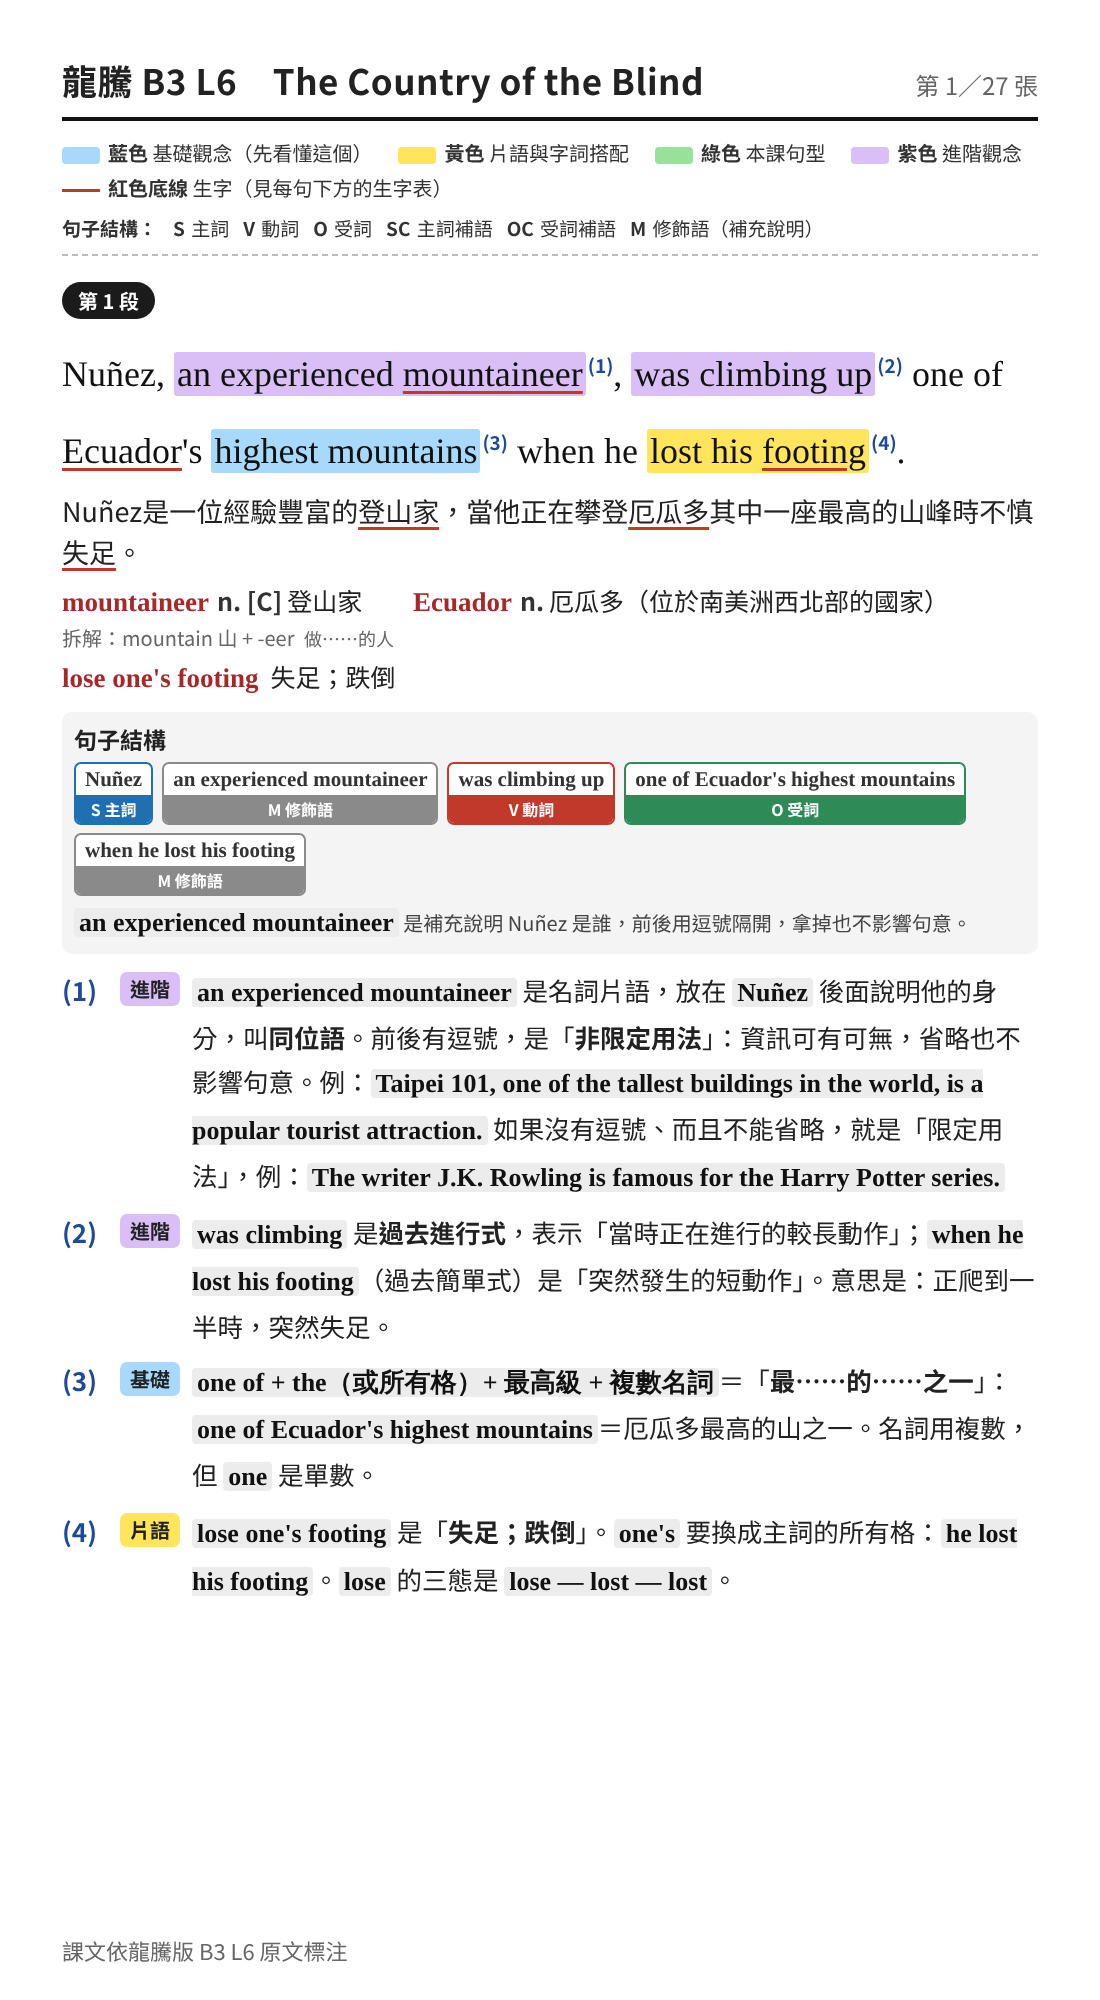 龍騰 B3 L6 The Country of the Blind 第 1／27 張
藍色 基礎觀念（先看懂這個） 黃色 片語與字詞搭配 綠色 本課句型 紫色 進階觀念
紅色底線 生字（見每句下方的生字表）
句子結構： S 主詞 V 動詞 O 受詞 SC 主詞補語 OC 受詞補語 M 修飾語（補充說明）
第 1 段
Nuñez, an experienced mountaineer(1), was climbing up(2) one of
Ecuador's highest mountains(3) when he lost his footing(4).
Nuñez是一位經驗豐富的登山家，當他正在攀登厄瓜多其中一座最高的山峰時不慎
失足。
mountaineer n. [C] 登山家 Ecuador n. 厄瓜多（位於南美洲西北部的國家）
拆解：mountain 山 + -eer 做……的人
lose one's footing 失足；跌倒
句子結構
Nuñez an experienced mountaineer was climbing up one of Ecuador's highest mountains
S 主詞 M 修飾語 V 動詞 O 受詞
when he lost his footing
M 修飾語
an experienced mountaineer 是補充說明 Nuñez 是誰，前後用逗號隔開，拿掉也不影響句意。
(1) 進階 an experienced mountaineer 是名詞片語，放在 Nuñez 後面說明他的身
分，叫同位語。前後有逗號，是「非限定用法」：資訊可有可無，省略也不
影響句意。例：Taipei 101, one of the tallest buildings in the world, is a
popular tourist attraction. 如果沒有逗號、而且不能省略，就是「限定用
法」，例：The writer J.K. Rowling is famous for the Harry Potter series.
(2) 進階 was climbing 是過去進行式，表示「當時正在進行的較長動作」；when he
lost his footing（過去簡單式）是「突然發生的短動作」。意思是：正爬到一
半時，突然失足。
(3) 基礎 one of + the（或所有格）+ 最高級 + 複數名詞＝「最……的……之一」：
one of Ecuador's highest mountains＝厄瓜多最高的山之一。名詞用複數，
但 one 是單數。
(4) 片語 lose one's footing 是「失足；跌倒」。one's 要換成主詞的所有格：he lost
his footing。lose 的三態是 lose — lost — lost。
課文依龍騰版 B3 L6 原文標注